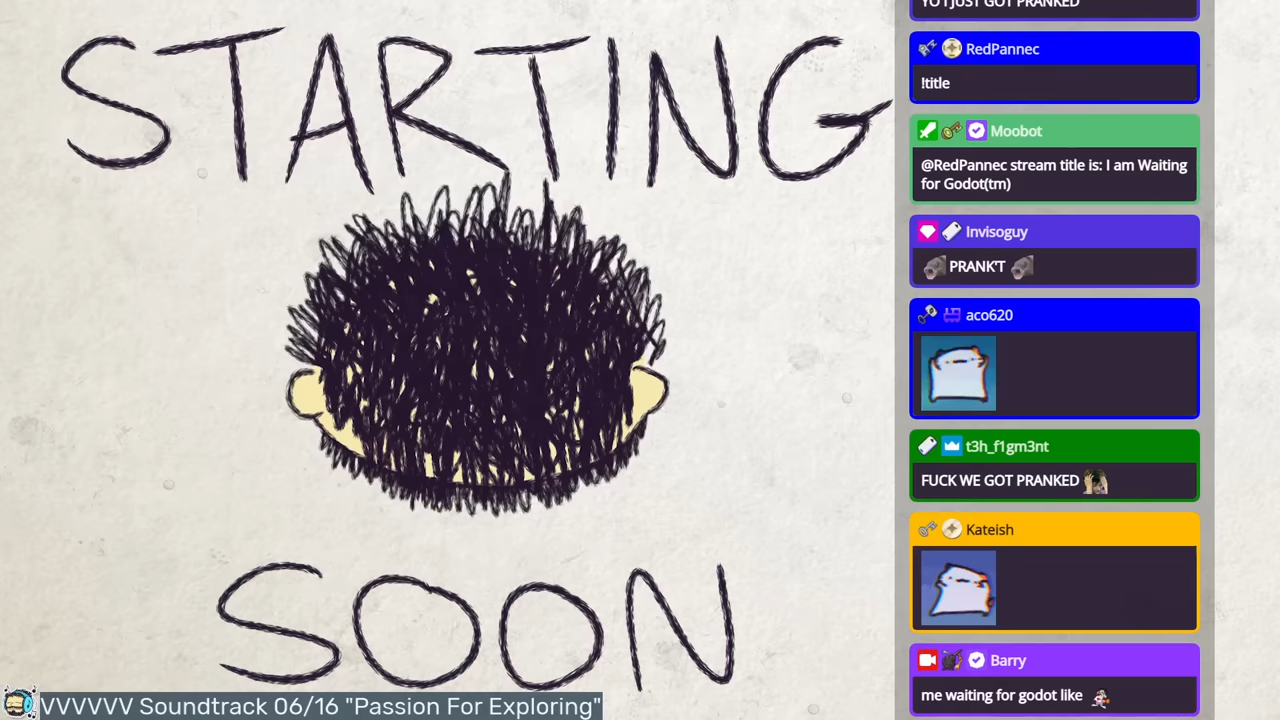 STARTING
SOON
VVVVVV Soundtrack 06/16 "Passion For Exploring"
YO I JUST GOT PRANKED
RedPannec
!title
Moobot
@RedPannec stream title is: I am Waiting
for Godot(tm)
Invisoguy
PRANK'T
aco620
t3h_f1gm3nt
FUCK WE GOT PRANKED
Kateish
Barry
me waiting for godot like